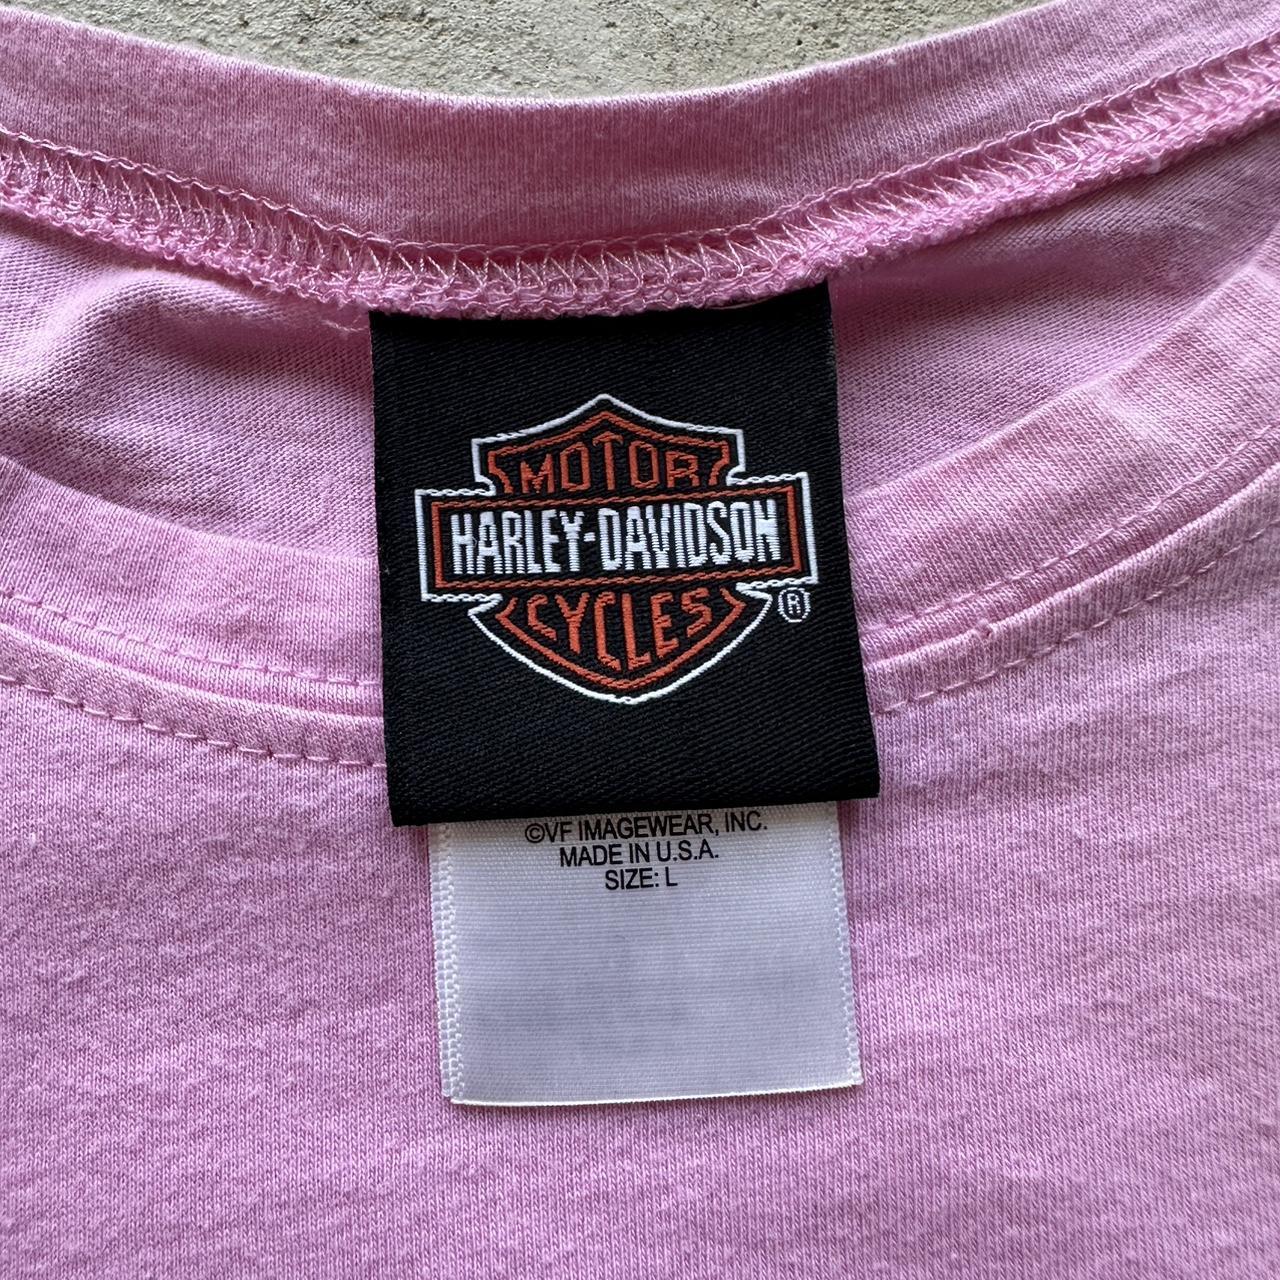 MOTOR
HARLEY-DAVIDSON
CYCLES
®
©VF IMAGEWEAR, INC.
MADE IN U.S.A.
SIZE: L